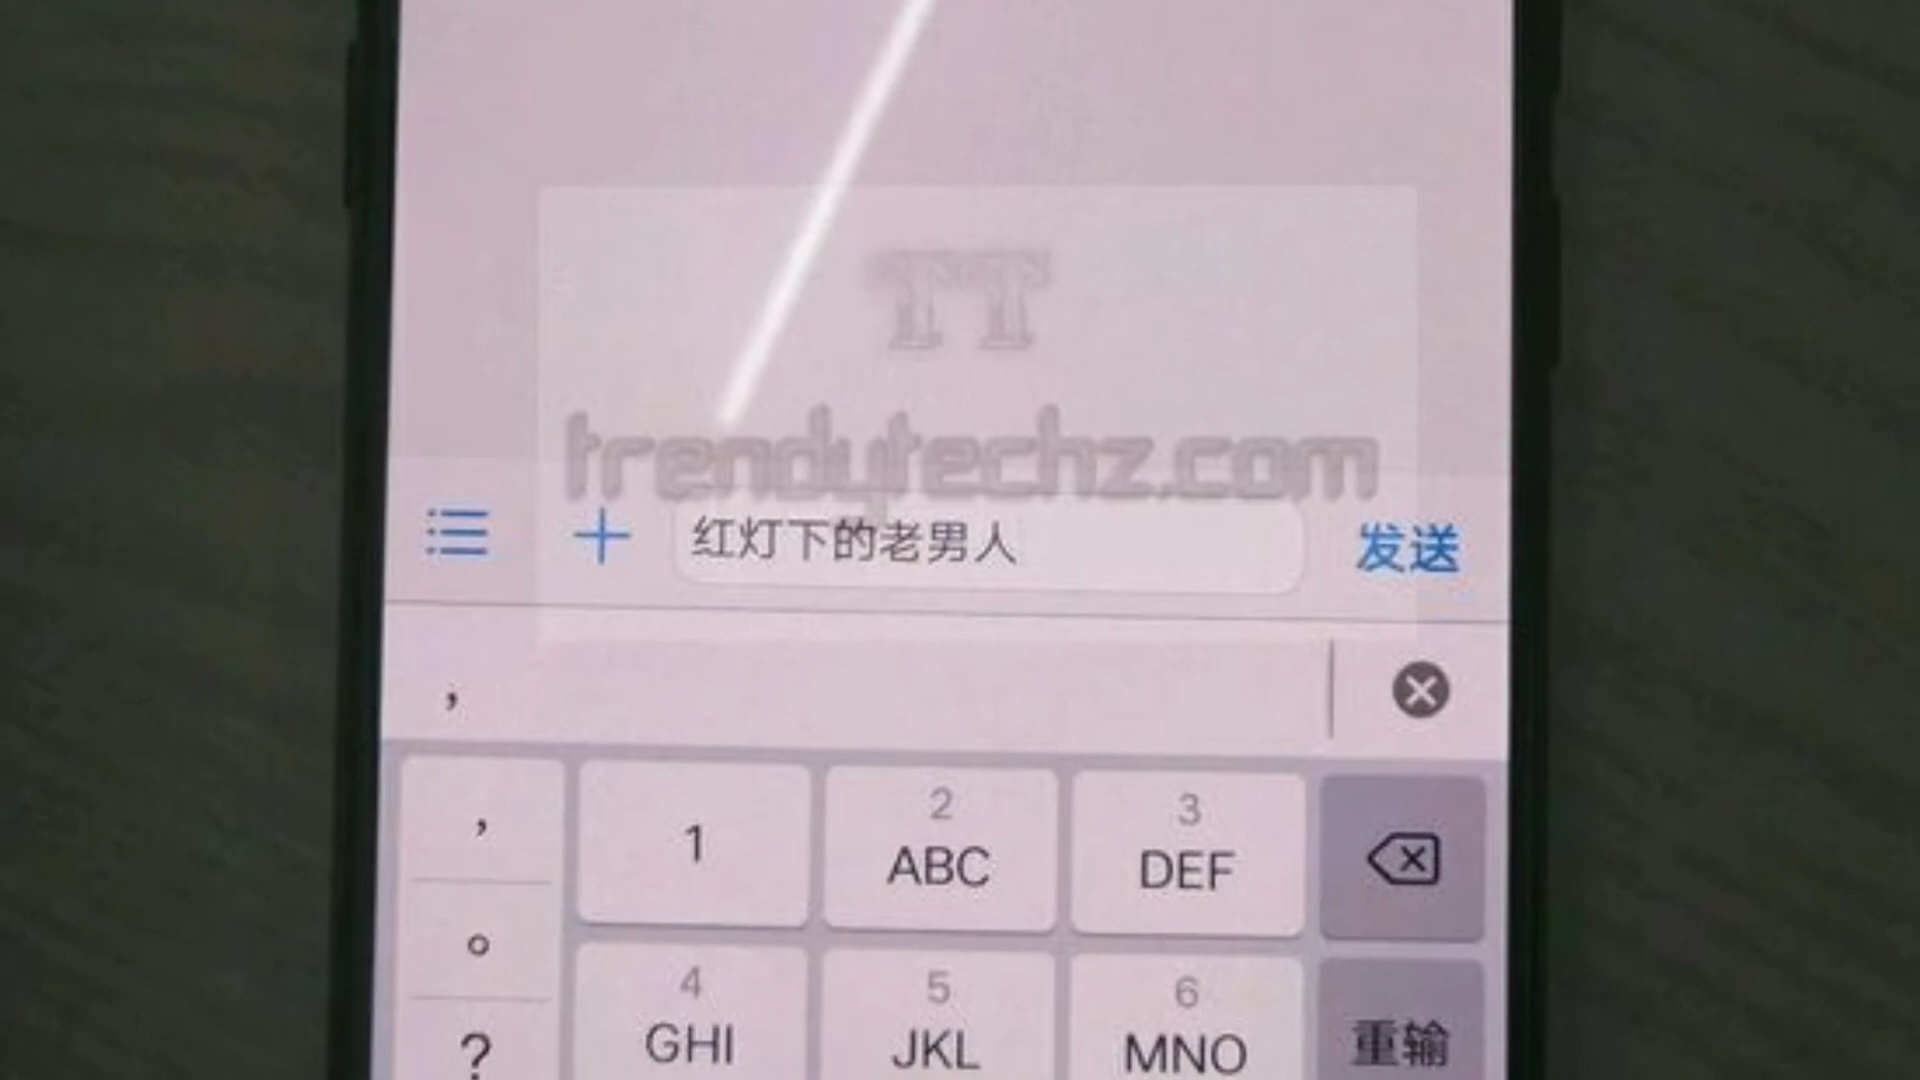 TT
trendytechz.com
红灯下的老男人
发送
,
,
1
2
ABC
3
DEF
。
4
GHI
5
JKL
6
MNO
重输
?